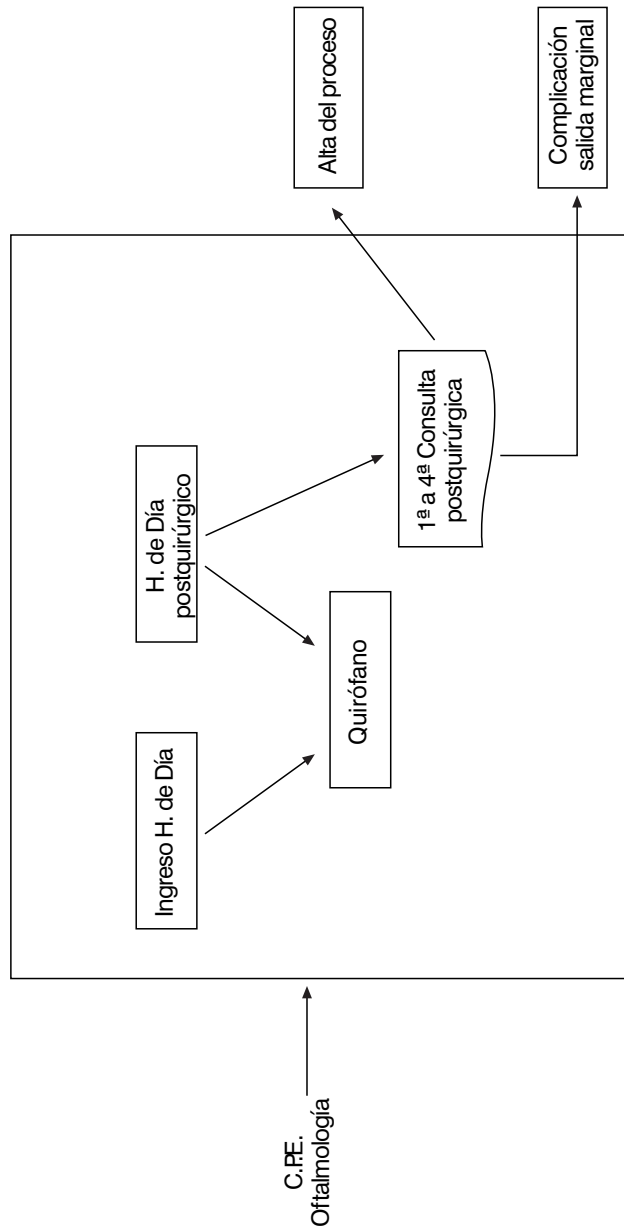 C.P.E.
Oftalmología
Ingreso H. de Día
Quirófano
H. de Día
postquirúrgico
1ª a 4ª Consulta
postquirúrgica
Alta del proceso
Complicación
salida marginal